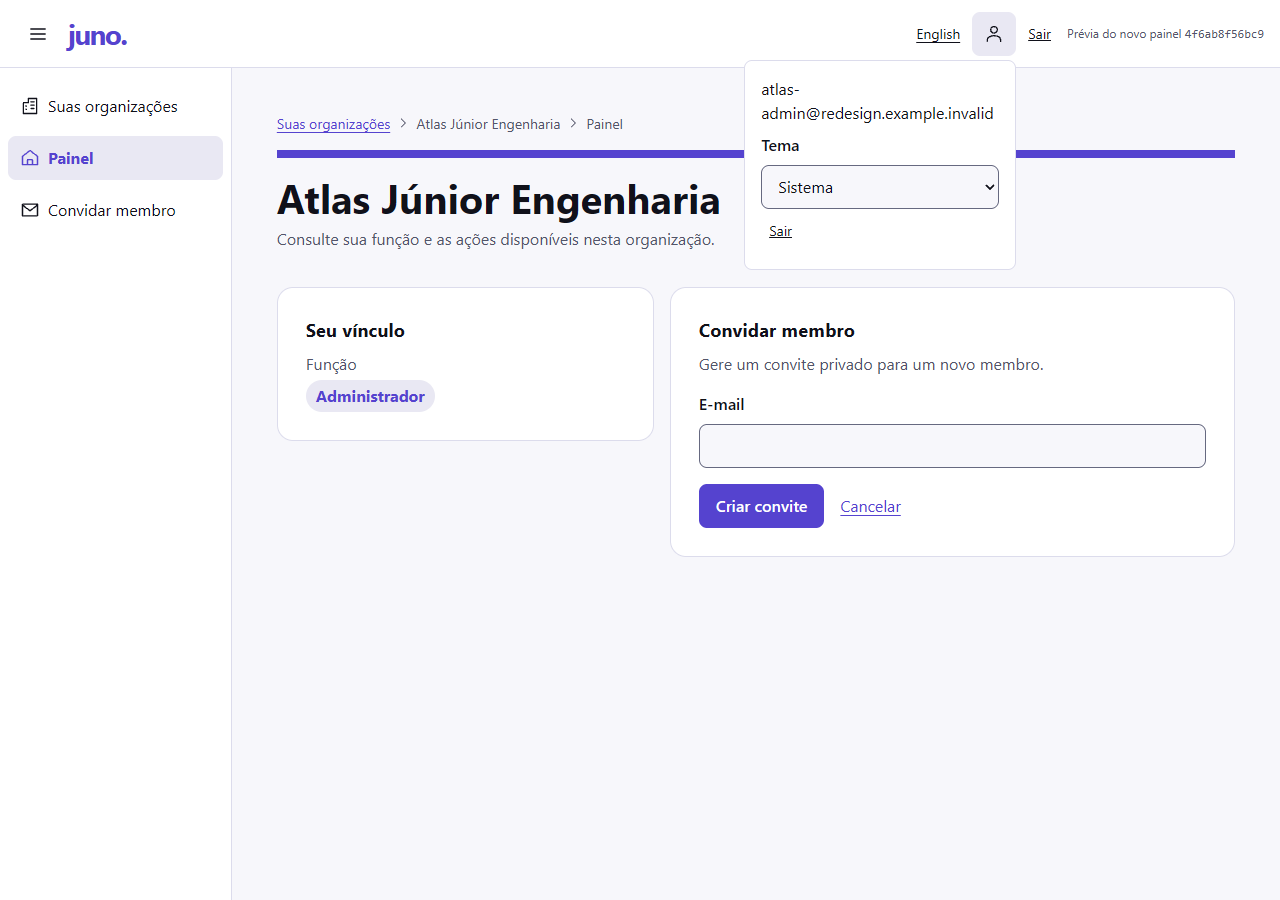 juno.
English
Sair
Prévia do novo painel 4f6ab8f56bc9
atlas-
admin@redesign.example.invalid
Tema
Sistema
Sair
Suas organizações
Painel
Convidar membro
Suas organizações > Atlas Júnior Engenharia > Painel
Atlas Júnior Engenharia
Consulte sua função e as ações disponíveis nesta organização.
Seu vínculo
Função
Administrador
Convidar membro
Gere um convite privado para um novo membro.
E-mail
Criar convite
Cancelar